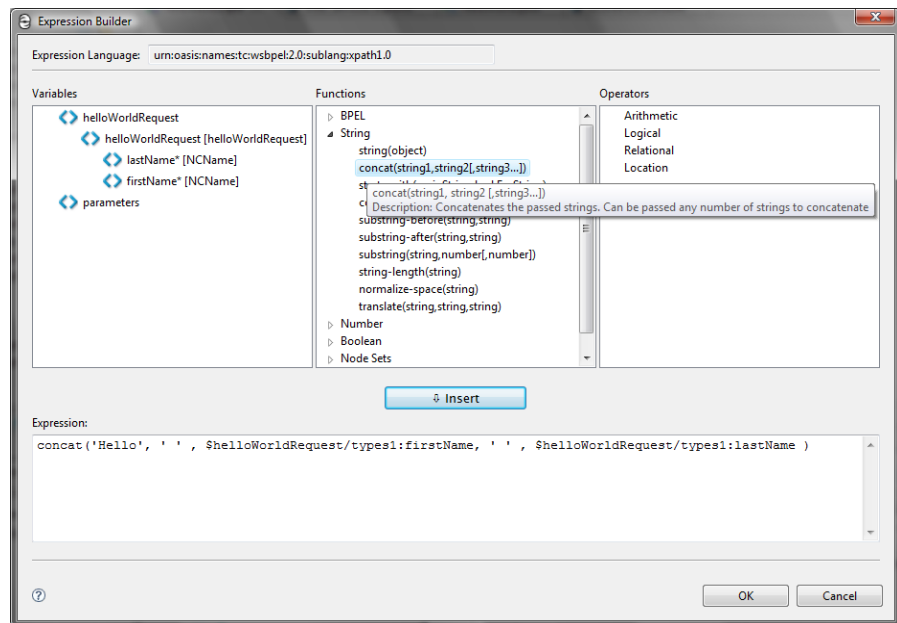 Expression Builder
Expression Language: urn:oasis:names:tc:wsbpel:2.0:sublang:xpath1.0
Variables
helloWorldRequest
helloWorldRequest [helloWorldRequest]
lastName* [NCName]
firstName* [NCName]
parameters
Functions
BPEL
String
string(object)
concat(string1,string2[,string3...])
concat(string1, string2 [,string3...])
Description: Concatenates the passed strings. Can be passed any number of strings to concatenate
substring-before(string,string)
substring-after(string,string)
substring(string,number[,number])
string-length(string)
normalize-space(string)
translate(string,string,string)
Number
Boolean
Node Sets
Operators
Arithmetic
Logical
Relational
Location
Insert
Expression:
concat('Hello', ' ' , $helloWorldRequest/types1:firstName, ' ' , $helloWorldRequest/types1:lastName )
OK
Cancel